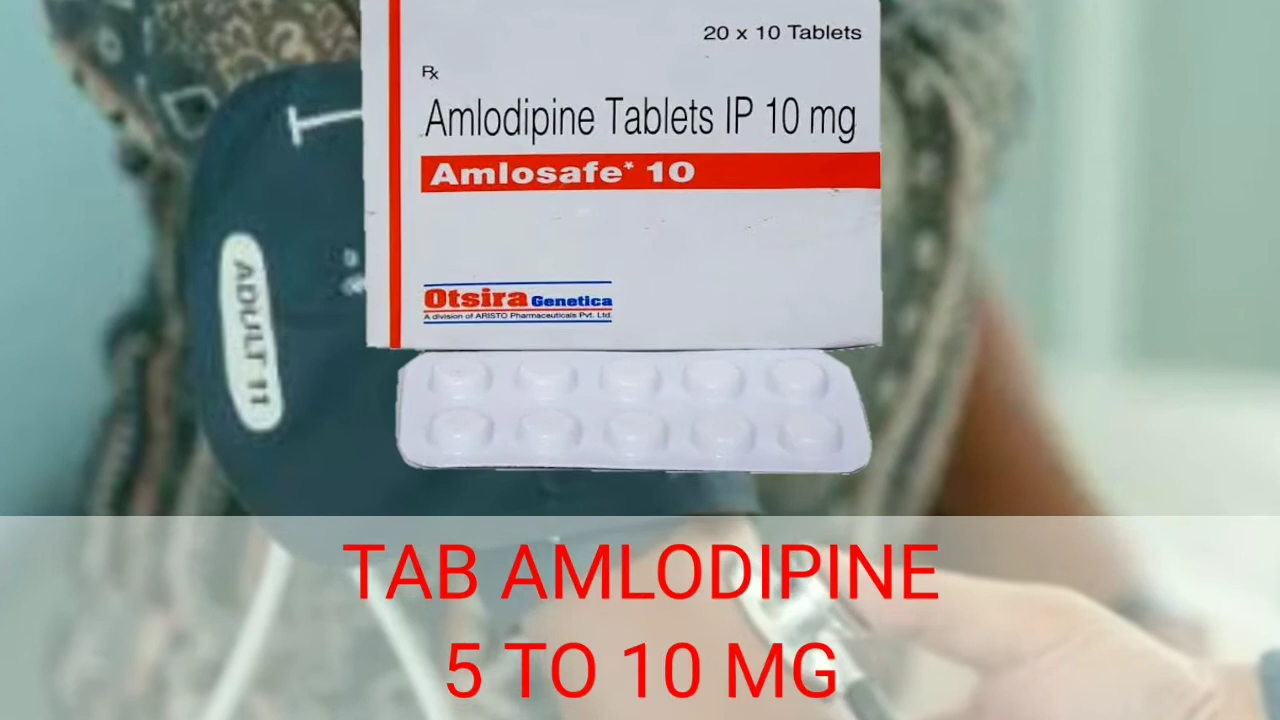 20 x 10 Tablets
Rx
Amlodipine Tablets IP 10 mg
Amlosafe* 10
Otsira Genetica
A division of ARISTO Pharmaceuticals Pvt. Ltd.
ADULT 11
TAB AMLODIPINE
5 TO 10 MG